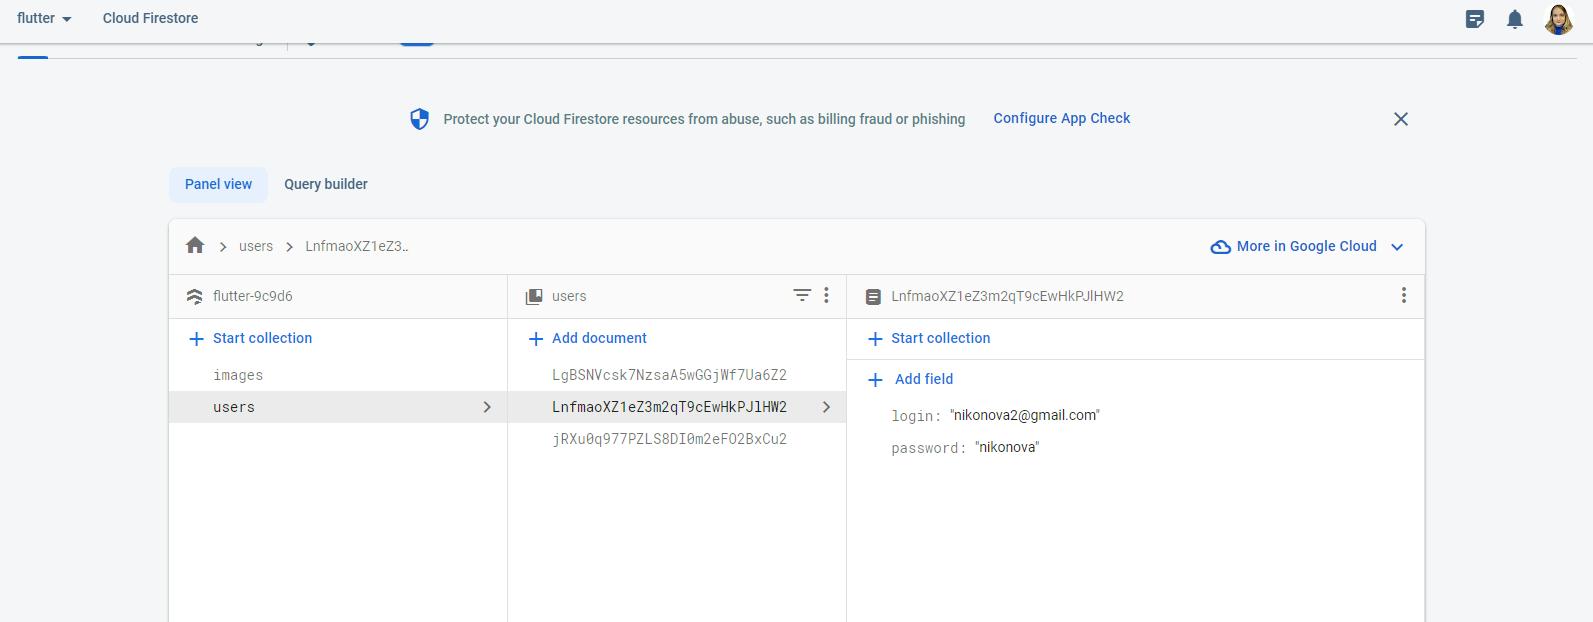 flutter Cloud Firestore
Protect your Cloud Firestore resources from abuse, such as billing fraud or phishing Configure App Check
Panel view Query builder
users LnfmaoXZ1eZ3..
More in Google Cloud
flutter-9c9d6
Start collection
images
users
users
Add document
LgBSNVcsk7NzsaA5wGGjWf7Ua6Z2
LnfmaoXZ1eZ3m2qT9cEwHkPJlHW2
jRXu0q977PZLS8DI0m2eFO2BxCu2
LnfmaoXZ1eZ3m2qT9cEwHkPJlHW2
Start collection
Add field
login: "nikonova2@gmail.com"
password: "nikonova"